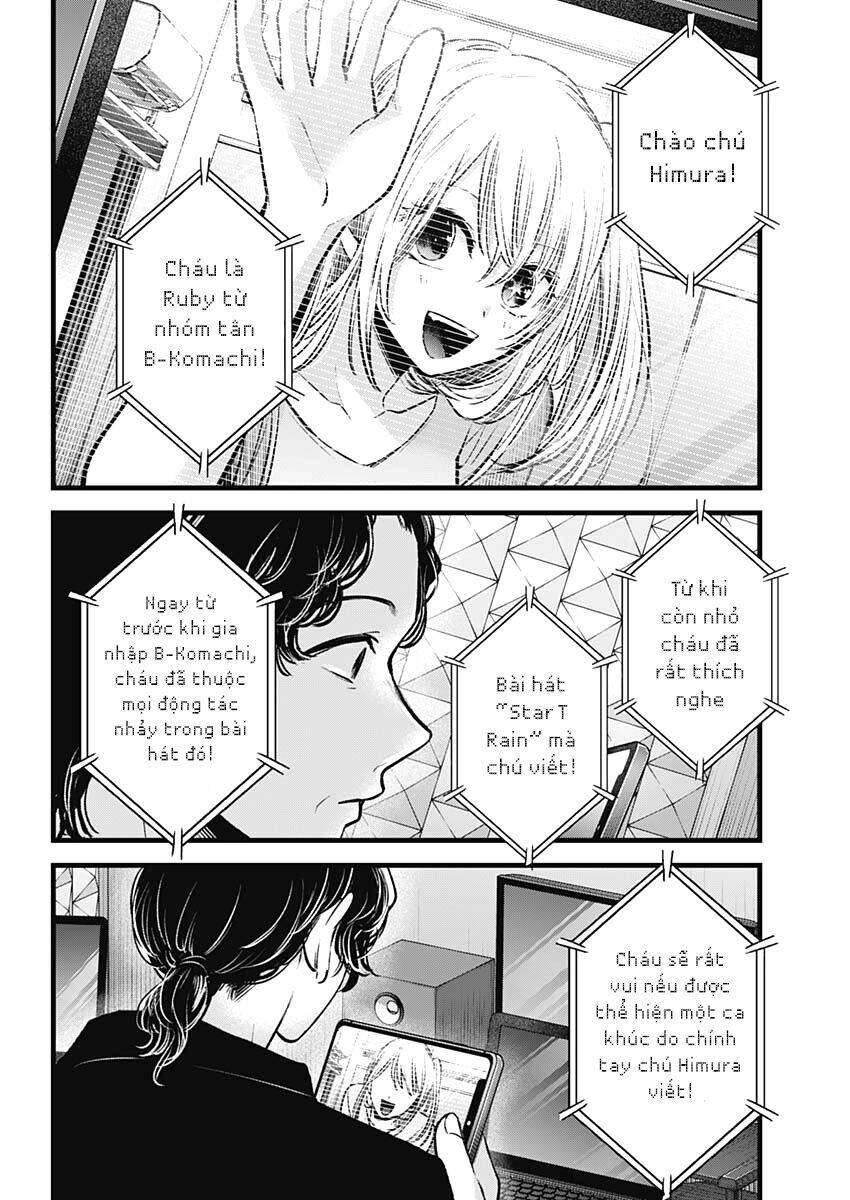 Chào chú
Himura!
Cháu là
Ruby từ
nhóm tân
B-Komachi!
Từ khi
còn nhỏ
cháu đã
rất thích
nghe
Bài hát
"Star T
Rain" mà
chú viết!
Ngay từ
trước khi gia
nhập B-Komachi,
cháu đã thuộc
mọi động tác
nhảy trong bài
hát đó!
Cháu sẽ rất
vui nếu được
thể hiện một ca
khúc do chính
tay chú Himura
viết!